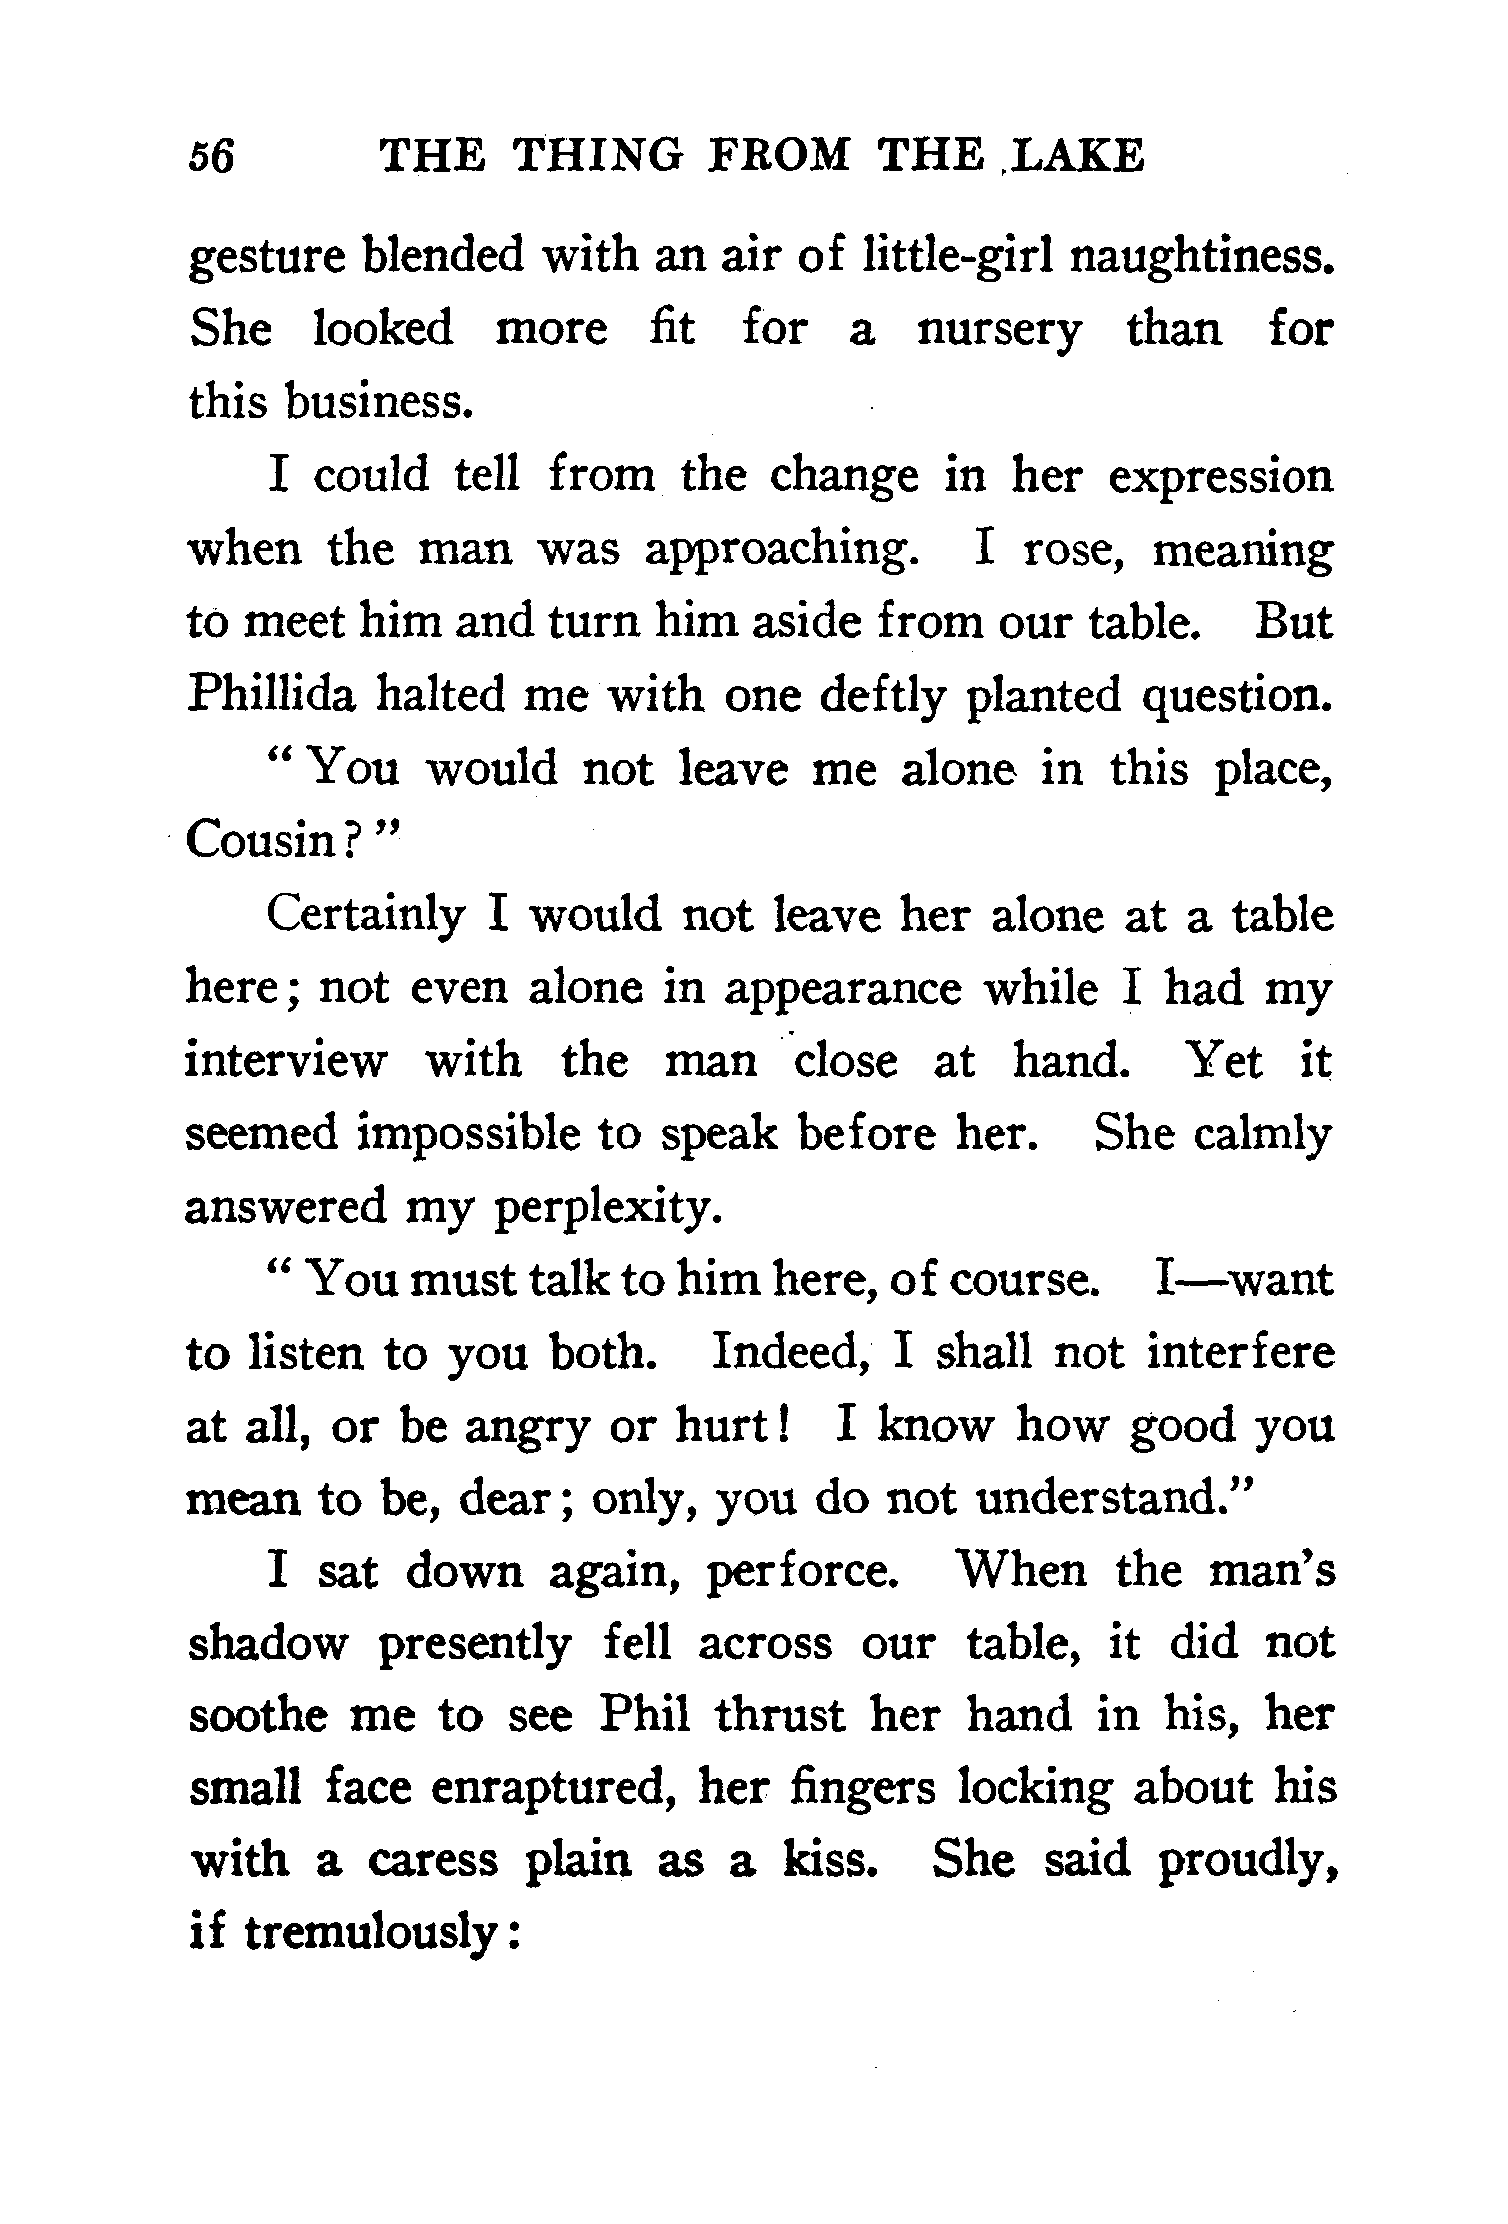 56 THE THING FROM THE LAKE
gesture blended with an air of little-girl naughtiness.
She looked more fit for a nursery than for
this business.
I could tell from the change in her expression
when the man was approaching. I rose, meaning
to meet him and turn him aside from our table. But
Phillida halted me with one deftly planted question.
“ You would not leave me alone in this place,
Cousin? ”
Certainly I would not leave her alone at a table
here; not even alone in appearance while I had my
interview with the man close at hand. Yet it
seemed impossible to speak before her. She calmly
answered my perplexity.
“ You must talk to him here, of course. I—want
to listen to you both. Indeed, I shall not interfere
at all, or be angry or hurt! I know how good you
mean to be, dear; only, you do not understand.”
I sat down again, perforce. When the man’s
shadow presently fell across our table, it did not
soothe me to see Phil thrust her hand in his, her
small face enraptured, her fingers locking about his
with a caress plain as a kiss. She said proudly,
if tremulously: